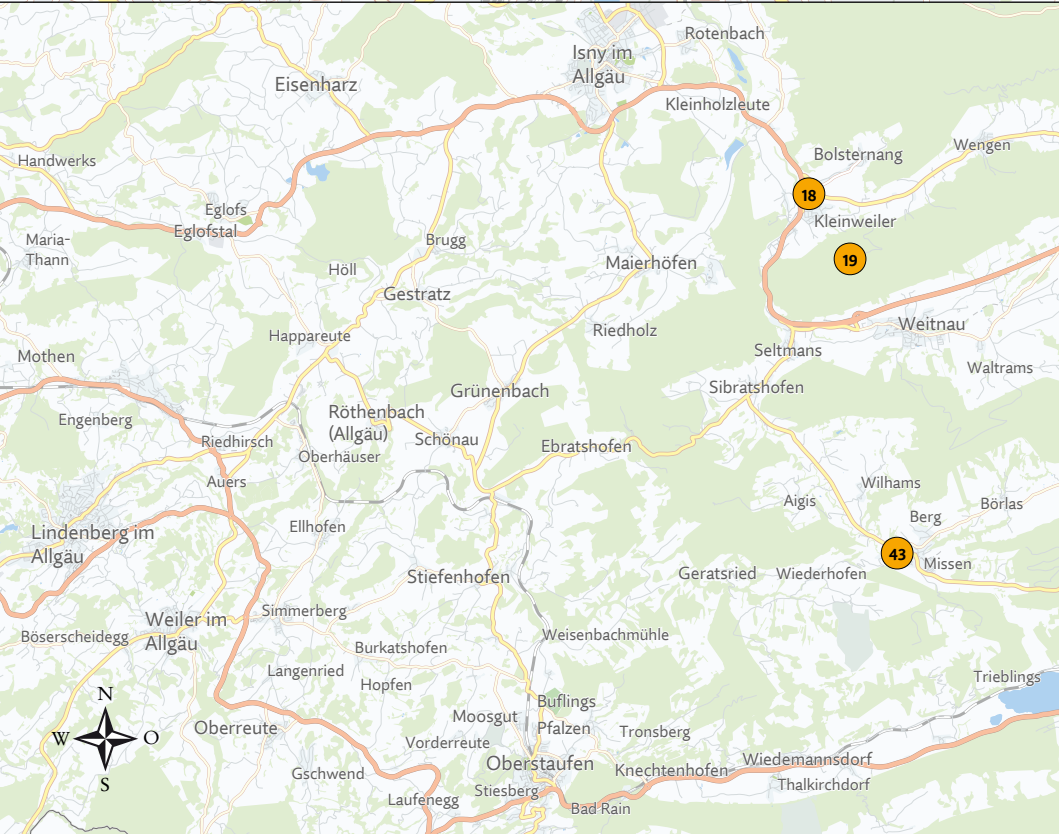 Rotenbach
Isny im
Allgäu
Eisenharz
Kleinholzleute
Wengen
Bolsternang
Handwerks
18
Eglofs
Kleinweiler
Eglofstal
Maria-
Thann
Brugg
19
Maierhöfen
Höll
Gestratz
Weitnau
Riedholz
Happareute
Seltmans
Mothen
Waltrams
Sibratshofen
Grünenbach
Röthenbach
(Allgäu)
Engenberg
Schönau
Riedhirsch
Ebratshofen
Oberhäuser
Auers
Wilhams
Aigis
Börlas
Berg
Ellhofen
Lindenberg im
Allgäu
43
Missen
Geratsried
Wiederhofen
Stiefenhofen
Simmerberg
Weiler im
Allgäu
Böserscheidegg
Weisenbachmühle
Burkatshofen
Langenried
Trieblings
Hopfen
N
Buflings
Moosgut
Oberreute
Pfalzen
Tronsberg
W
O
Vorderreute
Wiedemannsdorf
Oberstaufen
Knechtenhofen
Gschwend
S
Thalkirchdorf
Stiesberg
Laufenegg
Bad Rain